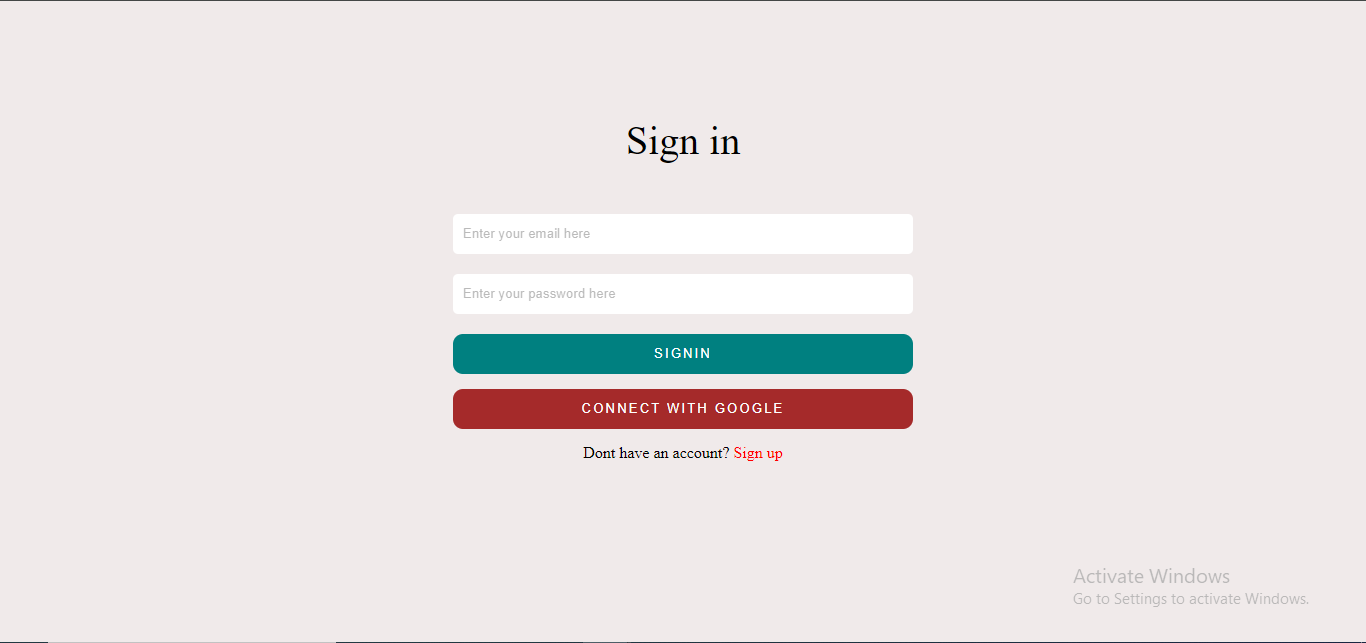 Sign in
Enter your email here
Enter your password here
SIGNIN
CONNECT WITH GOOGLE
Dont have an account? Sign up
Activate Windows
Go to Settings to activate Windows.